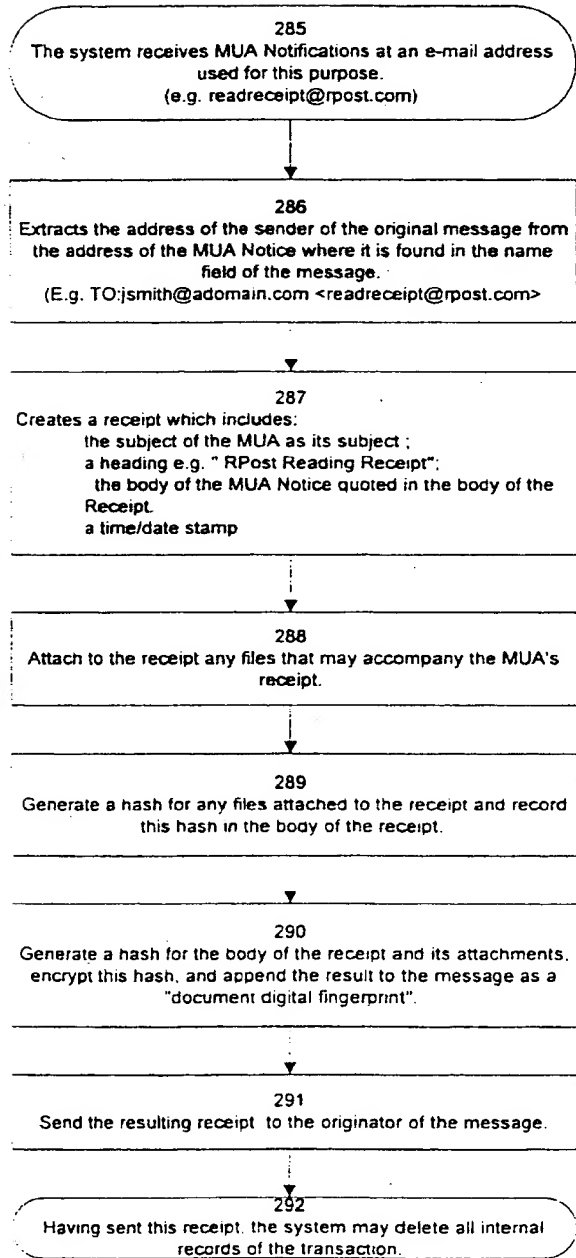 285
The system receives MUA Notifications at an e-mail address
used for this purpose.
(e.g. readreceipt@rpost.com)
286
Extracts the address of the sender of the original message from
the address of the MUA Notice where it is found in the name
field of the message.
(E.g. TO:jsmith@adomain.com <readreceipt@rpost.com>
287
Creates a receipt which includes:
the subject of the MUA as its subject ;
a heading e.g. " RPost Reading Receipt";
the body of the MUA Notice quoted in the body of the
Receipt.
a time/date stamp
288
Attach to the receipt any files that may accompany the MUA's
receipt.
289
Generate a hash for any files attached to the receipt and record
this hash in the body of the receipt.
290
Generate a hash for the body of the receipt and its attachments,
encrypt this hash, and append the result to the message as a
"document digital fingerprint".
291
Send the resulting receipt to the originator of the message.
292
Having sent this receipt, the system may delete all internal
records of the transaction.